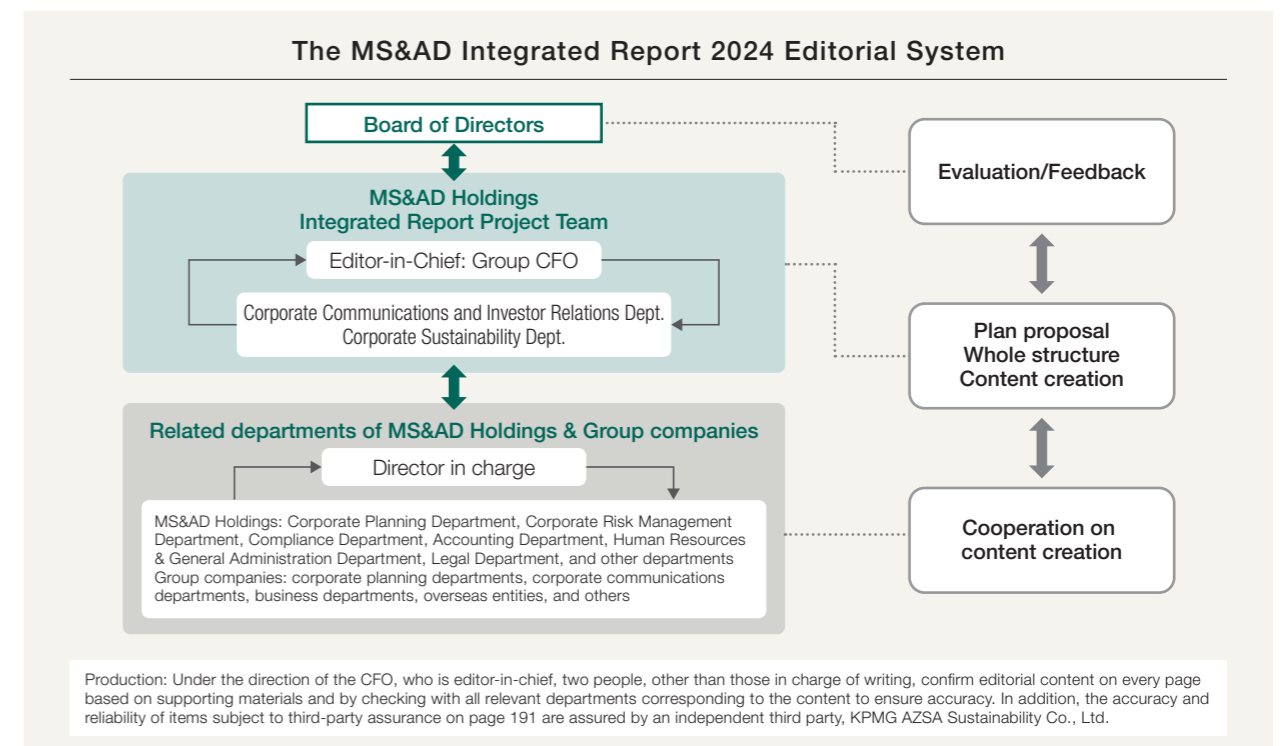 The MS&AD Integrated Report 2024 Editorial System
Board of Directors
Evaluation/Feedback
MS&AD Holdings
Integrated Report Project Team
Editor-in-Chief: Group CFO
Corporate Communications and Investor Relations Dept.
Corporate Sustainability Dept.
Plan proposal
Whole structure
Content creation
Related departments of MS&AD Holdings & Group companies
Director in charge
MS&AD Holdings: Corporate Planning Department, Corporate Risk Management
Department, Compliance Department, Accounting Department, Human Resources
& General Administration Department, Legal Department, and other departments
Group companies: corporate planning departments, corporate communications
departments, business departments, overseas entities, and others
Cooperation on
content creation
Production: Under the direction of the CFO, who is editor-in-chief, two people, other than those in charge of writing, confirm editorial content on every page
based on supporting materials and by checking with all relevant departments corresponding to the content to ensure accuracy. In addition, the accuracy and
reliability of items subject to third-party assurance on page 191 are assured by an independent third party, KPMG AZSA Sustainability Co., Ltd.